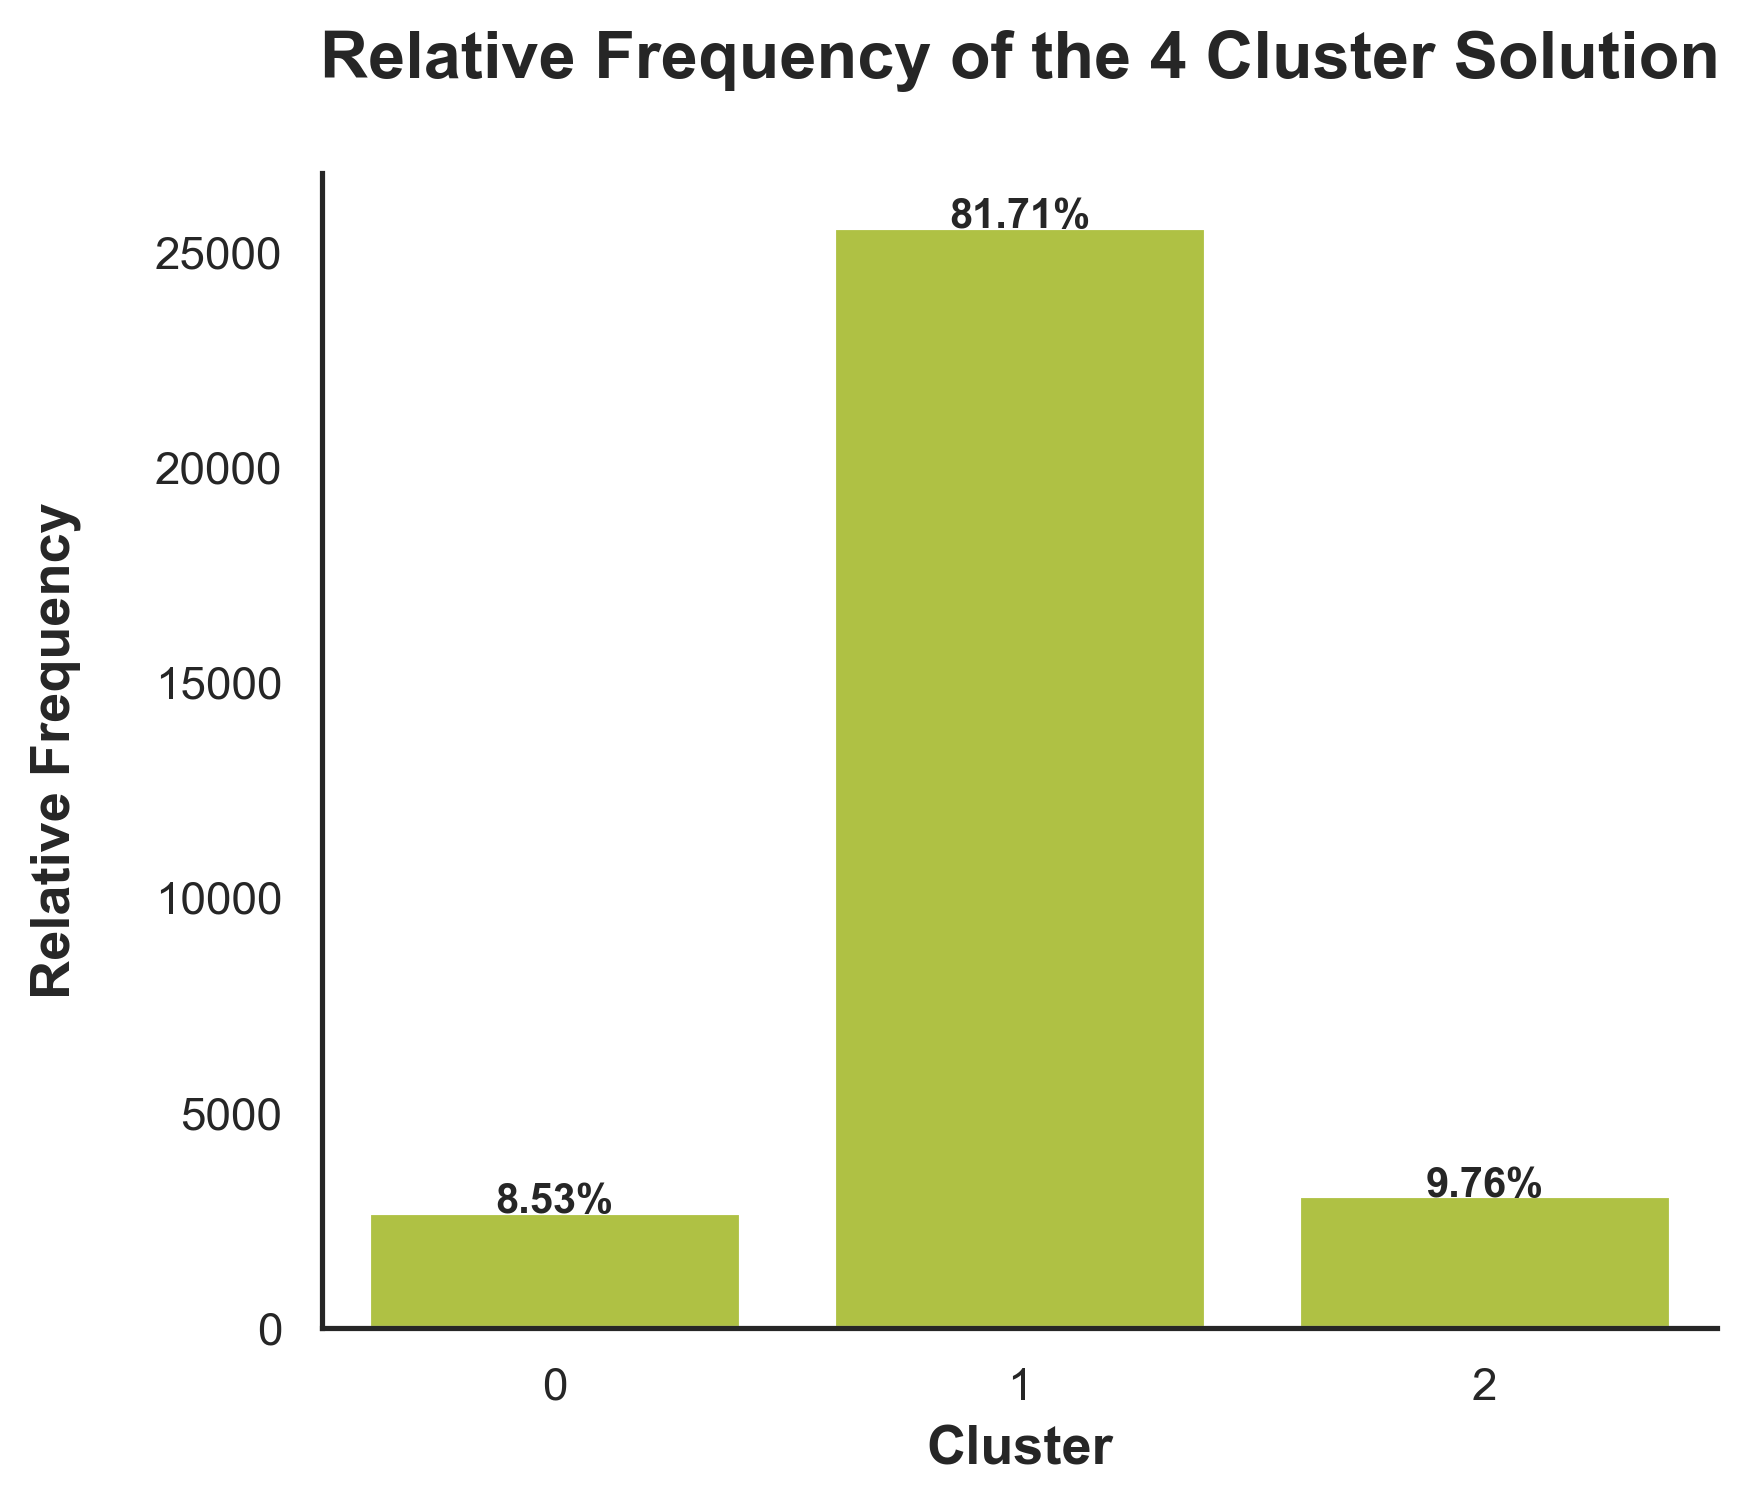 Relative Frequency of the 4 Cluster Solution
81.71%
25000
20000
15000
10000
5000
0
Relative Frequency
8.53%
9.76%
0 1 2
Cluster